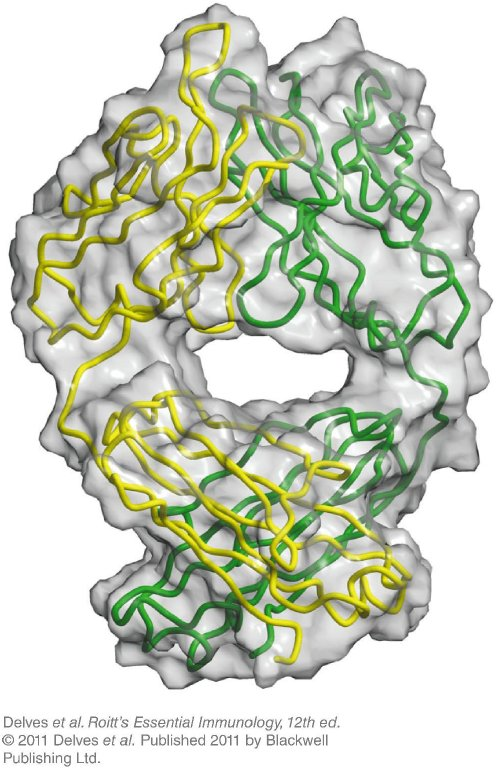 Delves et al. Roitt's Essential Immunology, 12th ed.
© 2011 Delves et al. Published 2011 by Blackwell
Publishing Ltd.